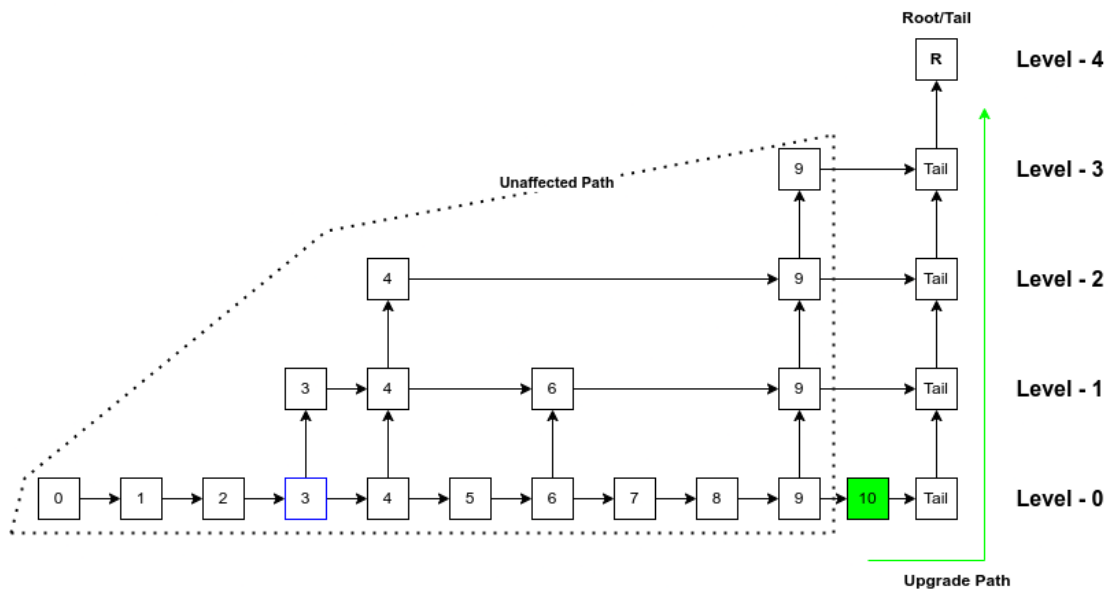 Root/Tail
R Level - 4
Unaffected Path 9 Tail Level - 3
4 9 Tail Level - 2
3 4 6 9 Tail Level - 1
0 1 2 3 4 5 6 7 8 9 10 Tail Level - 0
Upgrade Path